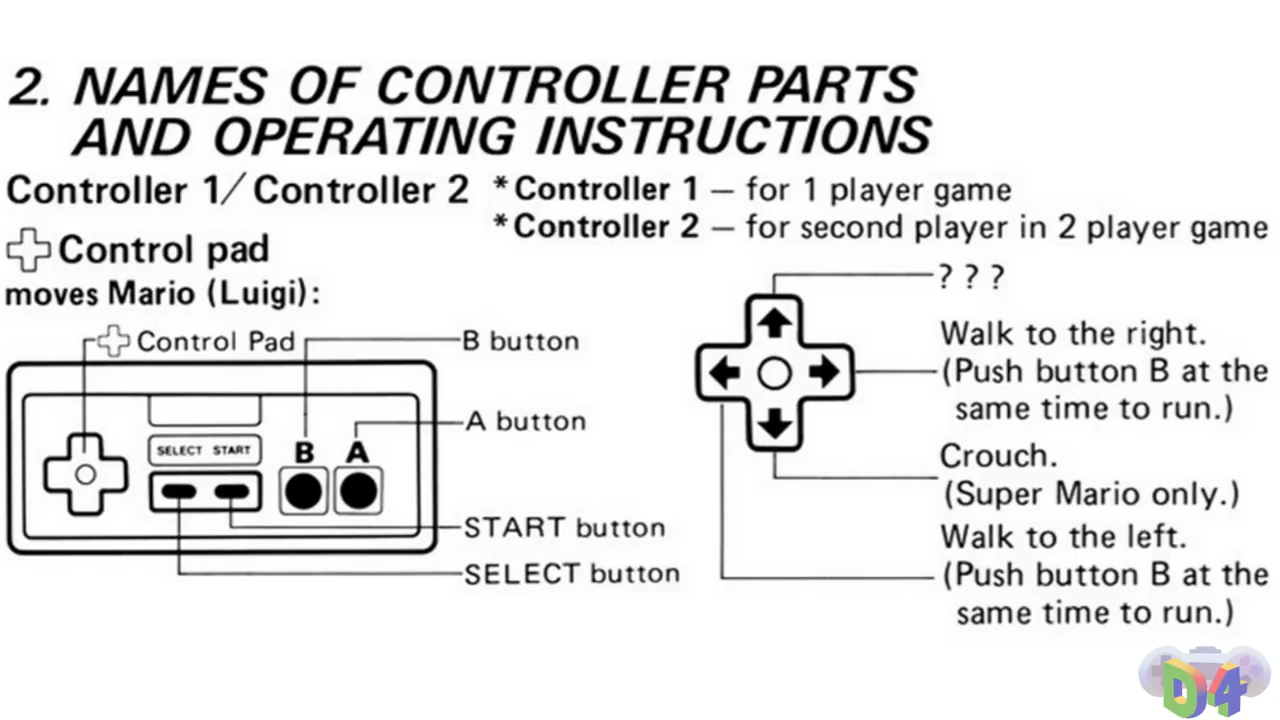 2. NAMES OF CONTROLLER PARTS
AND OPERATING INSTRUCTIONS
Controller 1/Controller 2
*Controller 1 — for 1 player game
*Controller 2 — for second player in 2 player game
Control pad
moves Mario (Luigi):
Control Pad
B button
A button
SELECT START
B A
START button
SELECT button
? ? ?
Walk to the right.
(Push button B at the
same time to run.)
Crouch.
(Super Mario only.)
Walk to the left.
(Push button B at the
same time to run.)
D4